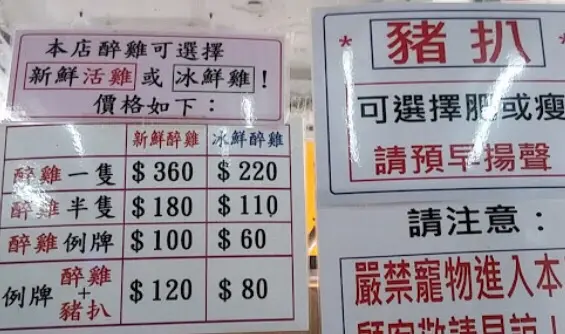 本店醉雞可選擇
新鮮活雞或冰鮮雞！
價格如下：
新鮮醉雞 冰鮮醉雞
醉雞一隻 $360 $220
醉雞半隻 $180 $110
醉雞例牌 $100 $60
例牌 醉雞+豬扒 $120 $80
* 豬扒 *
可選擇肥或瘦
請預早揚聲
請注意：
嚴禁寵物進入本